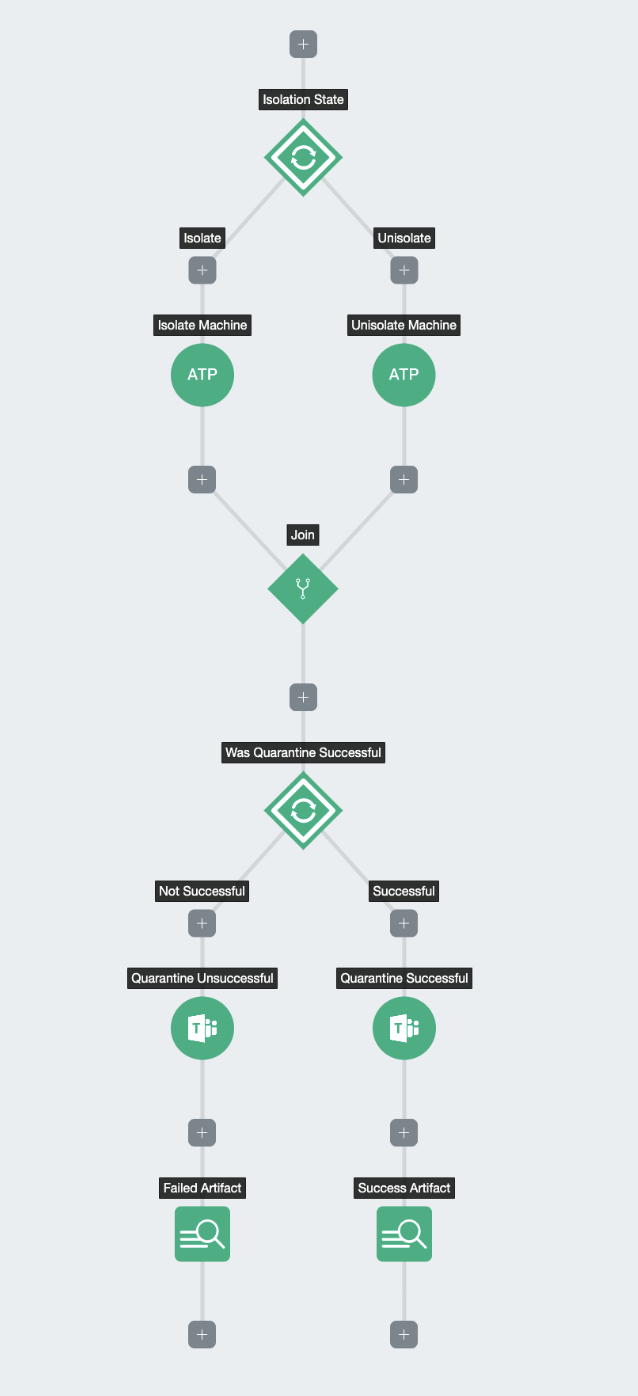 Isolation State
Isolate
Unisolate
Isolate Machine
Unisolate Machine
ATP
ATP
Join
Was Quarantine Successful
Not Successful
Successful
Quarantine Unsuccessful
Quarantine Successful
T
T
Failed Artifact
Success Artifact